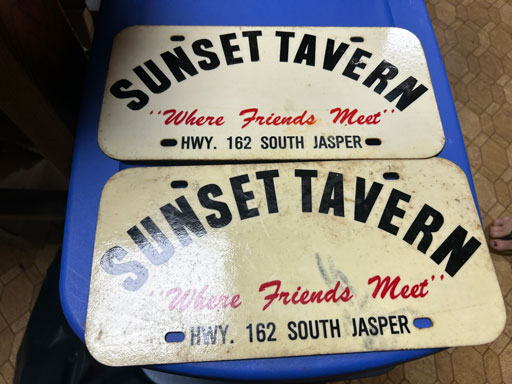 SUNSET TAVERN
"Where Friends Meet"
HWY. 162 SOUTH JASPER
SUNSET TAVERN
"Where Friends Meet"
HWY. 162 SOUTH JASPER